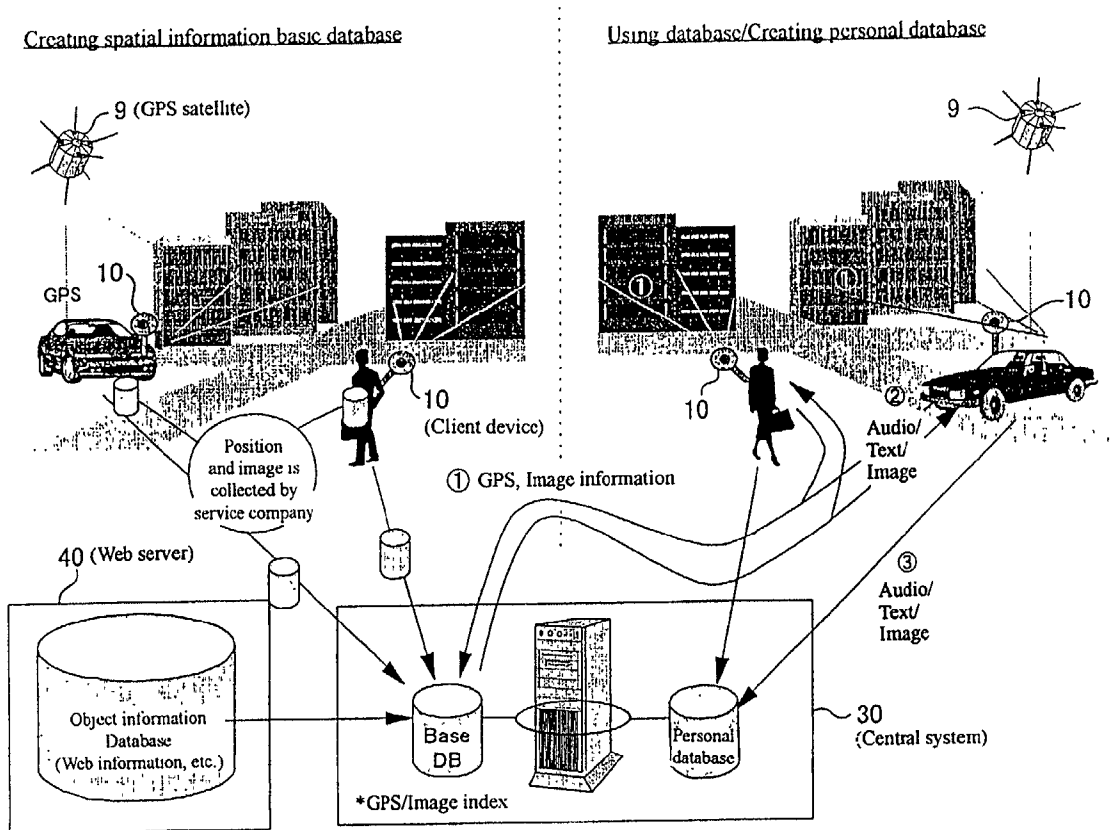 Creating spatial information basic database
Using database/Creating personal database
9 (GPS satellite)
9
10
GPS
10
(Client device)
①
①
10
10
②
Audio/
Text/
Image
Position
and image is
collected by
service company
① GPS, Image information
③
Audio/
Text/
Image
40 (Web server)
Object information
Database
(Web information, etc.)
Base
DB
Personal
database
30
(Central system)
*GPS/Image index